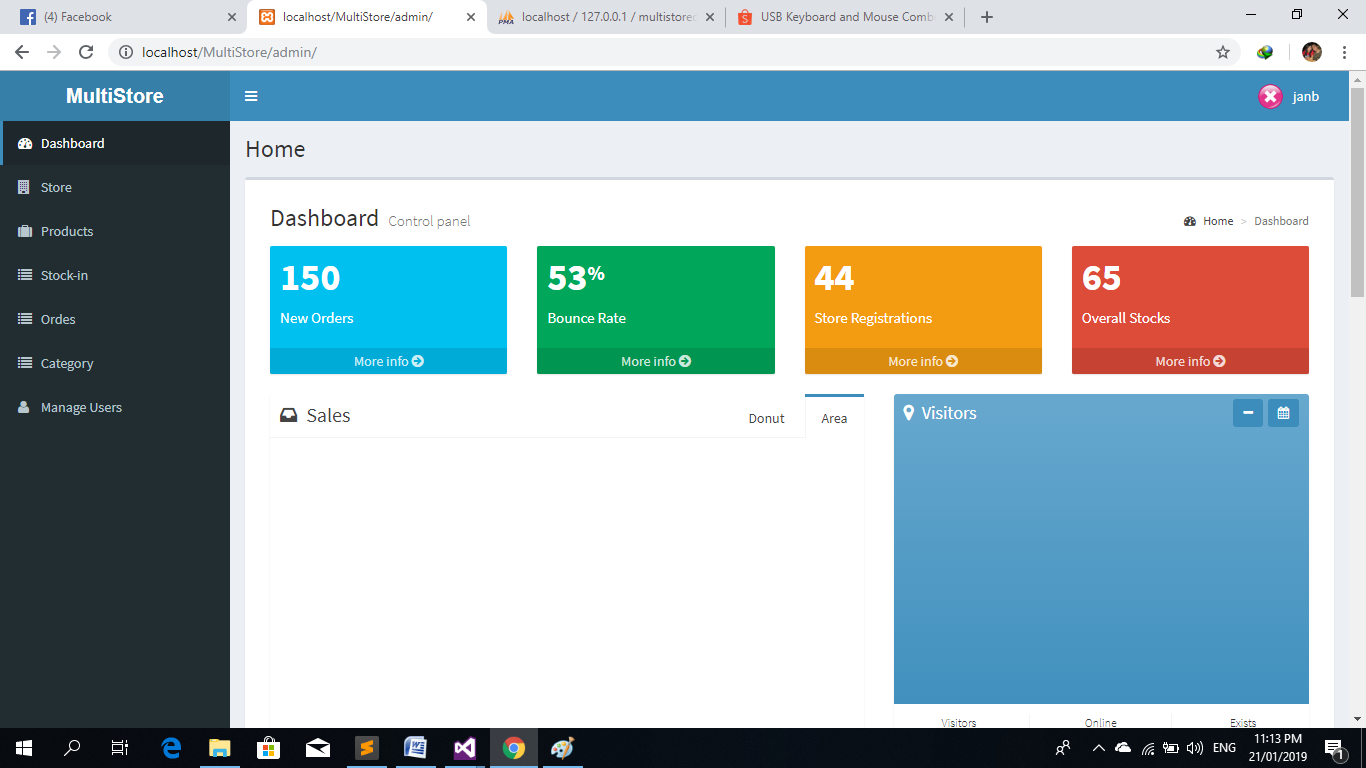 (4) Facebook
localhost/MultiStore/admin/
localhost / 127.0.0.1 / multistore
USB Keyboard and Mouse Comb
localhost/MultiStore/admin/
MultiStore
janb
Dashboard
Store
Products
Stock-in
Ordes
Category
Manage Users
Home
Dashboard Control panel
Home > Dashboard
150
New Orders
More info
53%
Bounce Rate
More info
44
Store Registrations
More info
65
Overall Stocks
More info
Sales
Donut
Area
Visitors
Visitors
Online
Exists
ENG
11:13 PM
21/01/2019
1